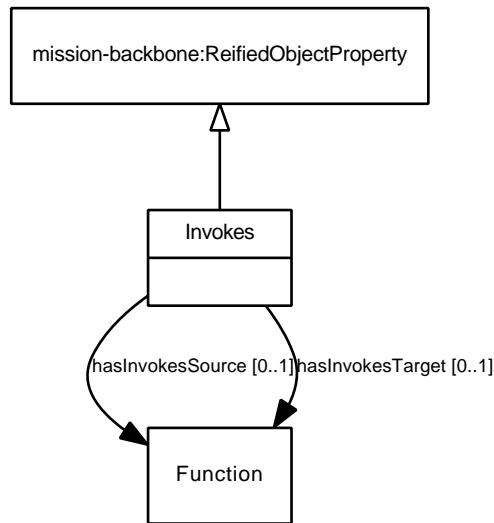 mission-backbone:ReifiedObjectProperty
Invokes
hasInvokesSource [0..1]
hasInvokesTarget [0..1]
Function